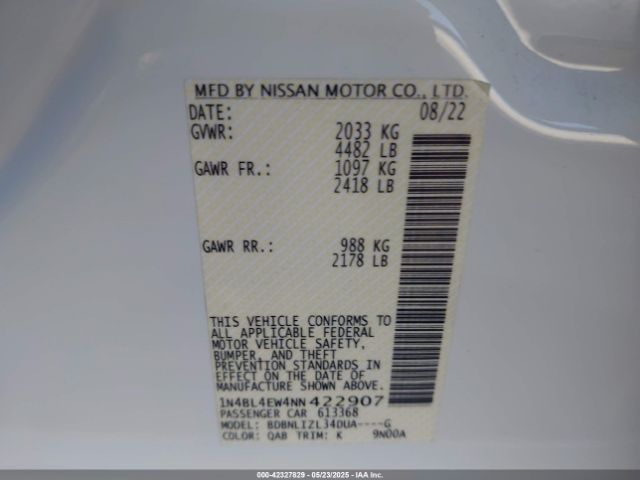 MFD BY NISSAN MOTOR CO., LTD.
DATE: 08/22
GVWR: 2033 KG
4482 LB
GAWR FR.: 1097 KG
2418 LB
GAWR RR.: 988 KG
2178 LB
THIS VEHICLE CONFORMS TO
ALL APPLICABLE FEDERAL
MOTOR VEHICLE SAFETY,
BUMPER, AND THEFT
PREVENTION STANDARDS IN
EFFECT ON THE DATE OF
MANUFACTURE SHOWN ABOVE.
1N4BL4EW4NN422907
PASSENGER CAR 613368
MODEL: BDBNLIZL34DUA----G
COLOR: QAB TRIM: K 9N00A
000-42327829 - 05/23/2025 - IAAI.com